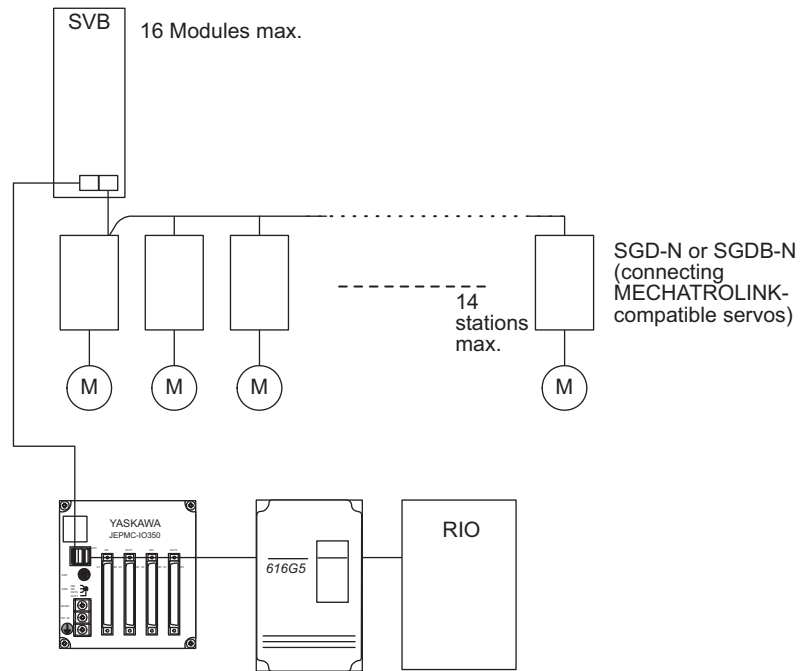 SVB
16 Modules max.
SGD-N or SGDB-N
(connecting
MECHATROLINK-
compatible servos)
14
stations
max.
M
M
M
M
YASKAWA
JEPMC-IO350
616G5
RIO